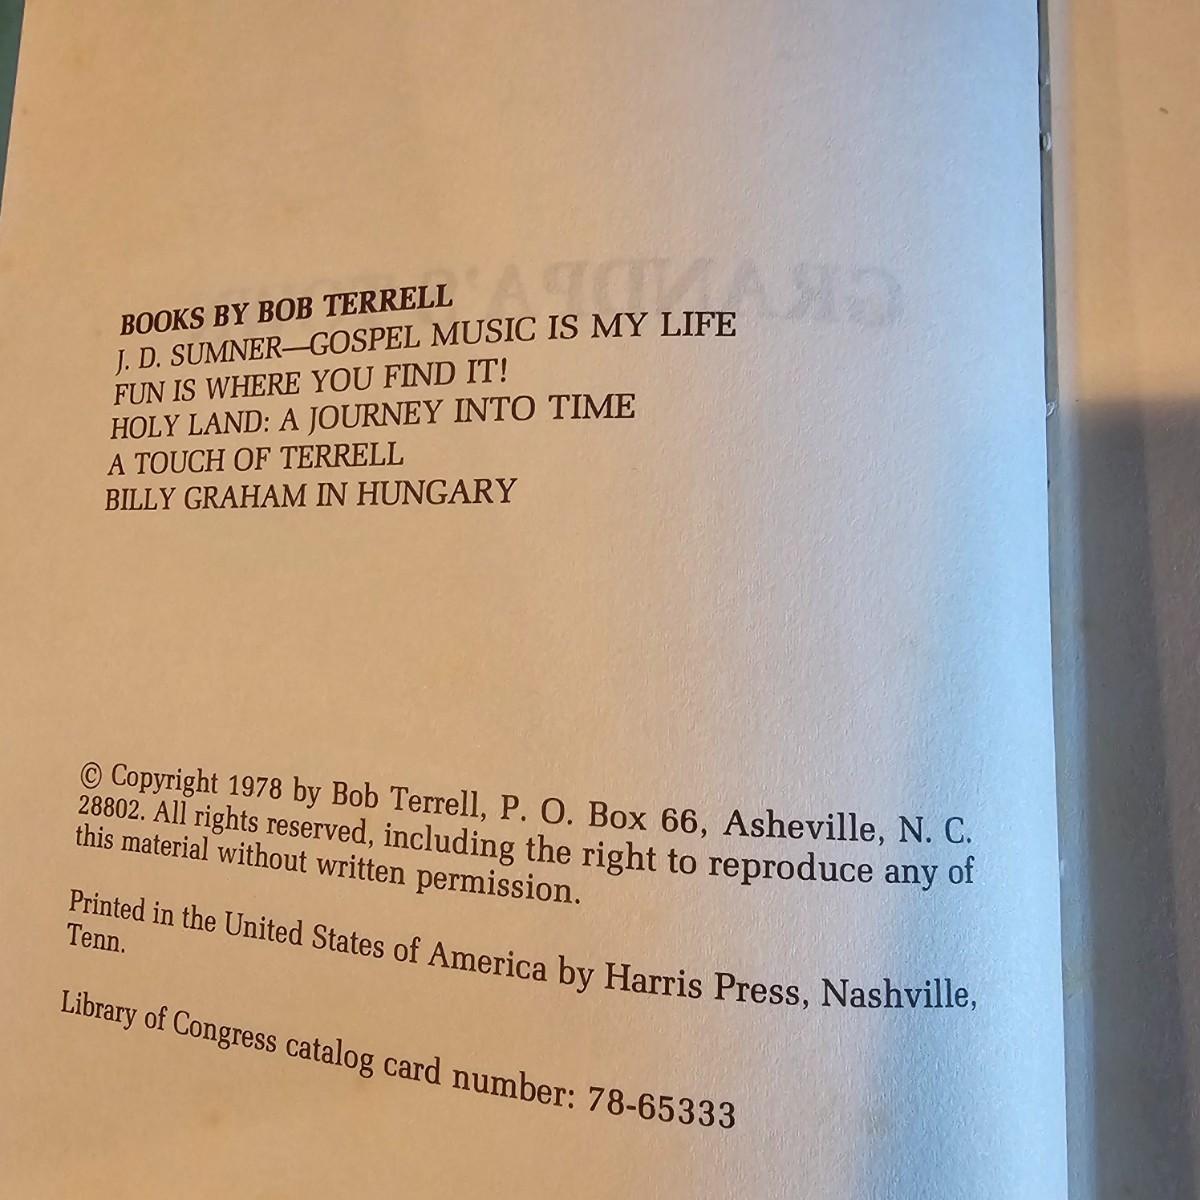 BOOKS BY BOB TERRELL
J. D. SUMNER—GOSPEL MUSIC IS MY LIFE
FUN IS WHERE YOU FIND IT!
HOLY LAND: A JOURNEY INTO TIME
A TOUCH OF TERRELL
BILLY GRAHAM IN HUNGARY
© Copyright 1978 by Bob Terrell, P. O. Box 66, Asheville, N. C.
28802. All rights reserved, including the right to reproduce any of
this material without written permission.
Printed in the United States of America by Harris Press, Nashville,
Tenn.
Library of Congress catalog card number: 78-65333
GRANDPA'S